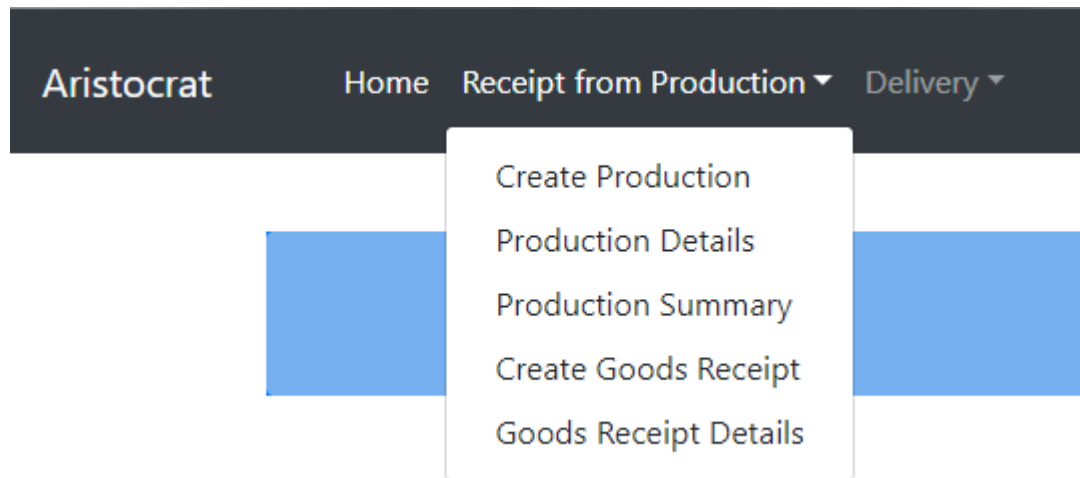 Aristocrat Home Receipt from Production Delivery
Create Production
Production Details
Production Summary
Create Goods Receipt
Goods Receipt Details